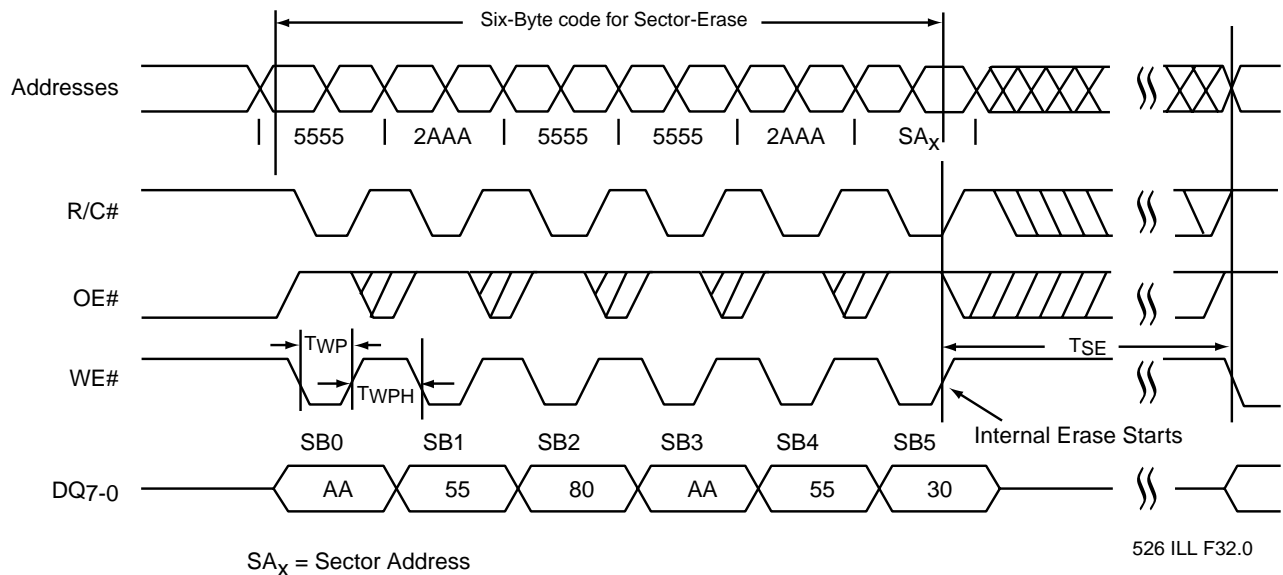 Six-Byte code for Sector-Erase
Addresses
5555 2AAA 5555 5555 2AAA SAX
R/C#
OE#
TWP
TWPH
TSE
WE#
Internal Erase Starts
SB0 SB1 SB2 SB3 SB4 SB5
DQ7-0
AA 55 80 AA 55 30
SAX = Sector Address
526 ILL F32.0